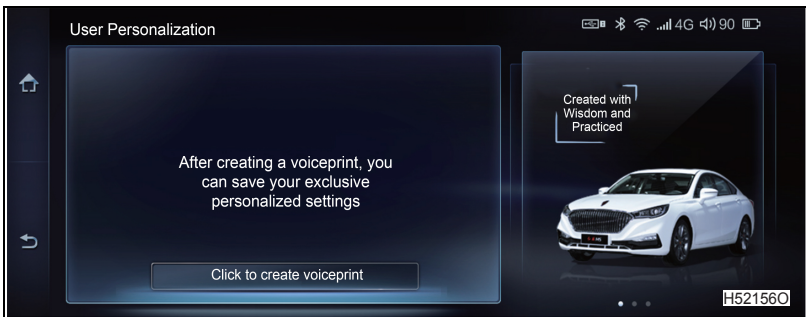 User Personalization
4G 90
Created with
Wisdom and
Practiced
After creating a voiceprint, you
can save your exclusive
personalized settings
Click to create voiceprint
H52156O